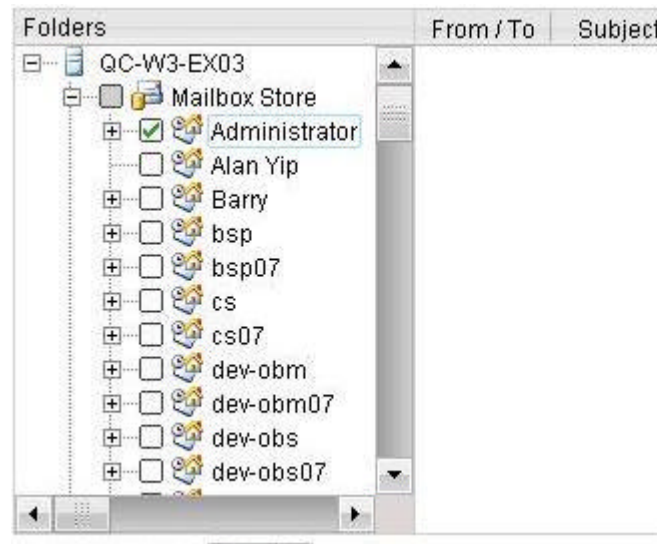 Folders From / To Subject
QC-W3-EX03
Mailbox Store
Administrator
Alan Yip
Barry
bsp
bsp07
cs
cs07
dev-obm
dev-obm07
dev-obs
dev-obs07